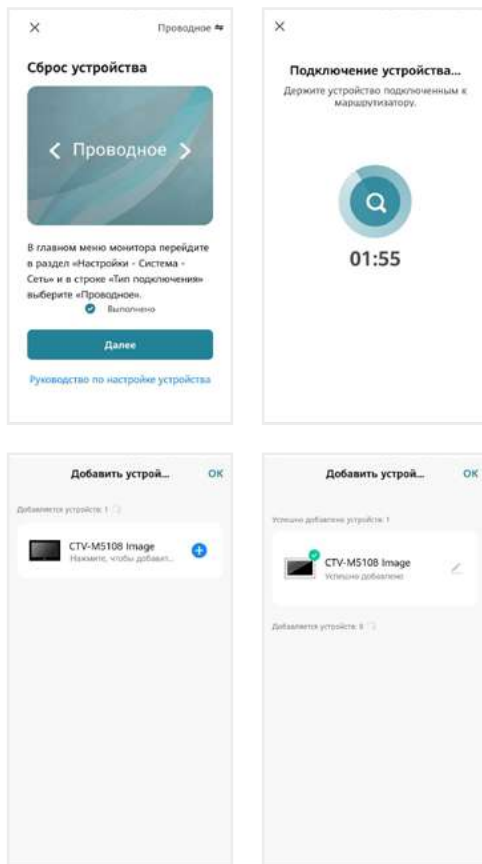 Проводное
Сброс устройства
Проводное
В главном меню монитора перейдите
в раздел «Настройки - Система -
Сеть» и в строке «Тип подключения»
выберите «Проводное».
Выполнено
Далее
Руководство по настройке устройства
Подключение устройства...
Держите устройство подключенным к
маршрутизатору.
01:55
Добавить устрой... OK
Добавляется устройств: 1
CTV-M5108 Image
Нажмите, чтобы добавит...
Добавить устрой... OK
Успешно добавлено устройств: 1
CTV-M5108 Image
Успешно добавлено
Добавляется устройств: 0